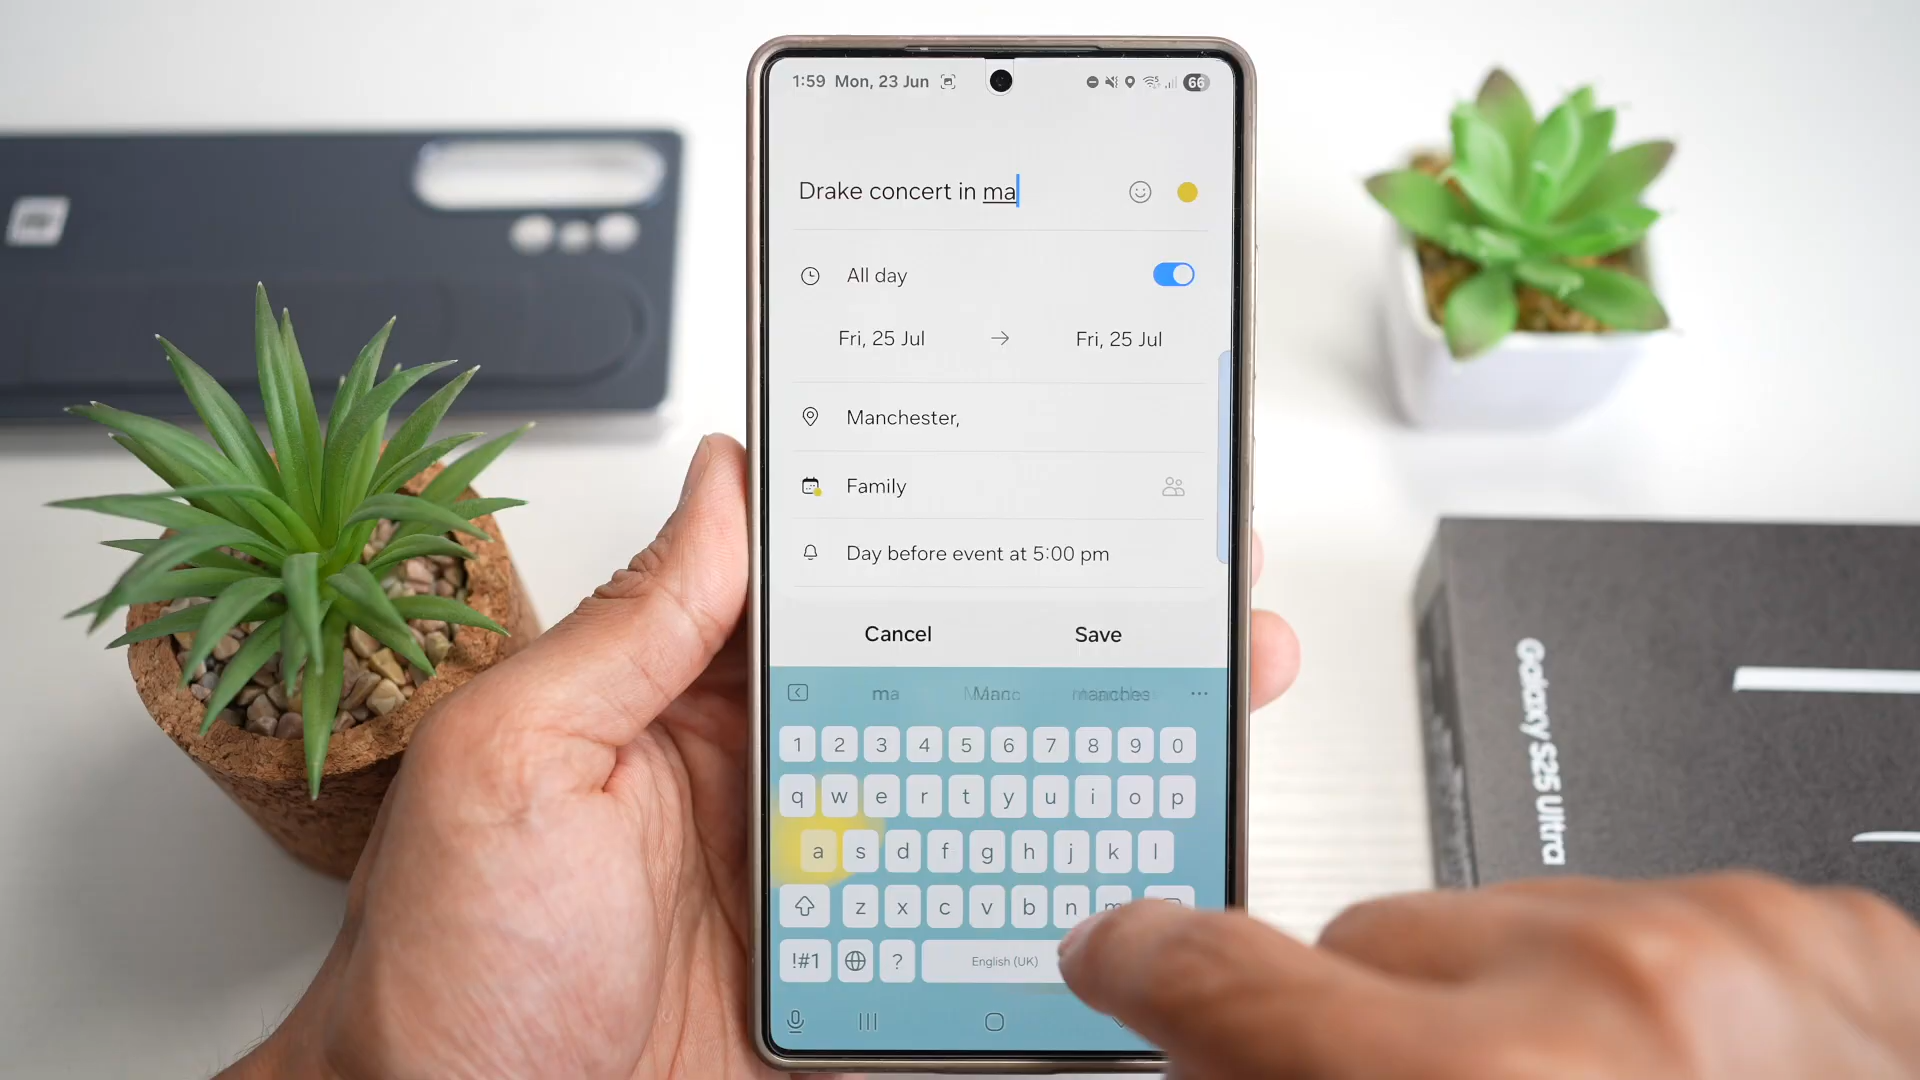 1:59 Mon, 23 Jun 66
Drake concert in ma
All day
Fri, 25 Jul → Fri, 25 Jul
Manchester,
Family
Day before event at 5:00 pm
Cancel Save
ma Manc manches ...
1 2 3 4 5 6 7 8 9 0
q w e r t y u i o p
a s d f g h j k l
z x c v b n m
!#1 ? English (UK)
Galaxy S25 Ultra